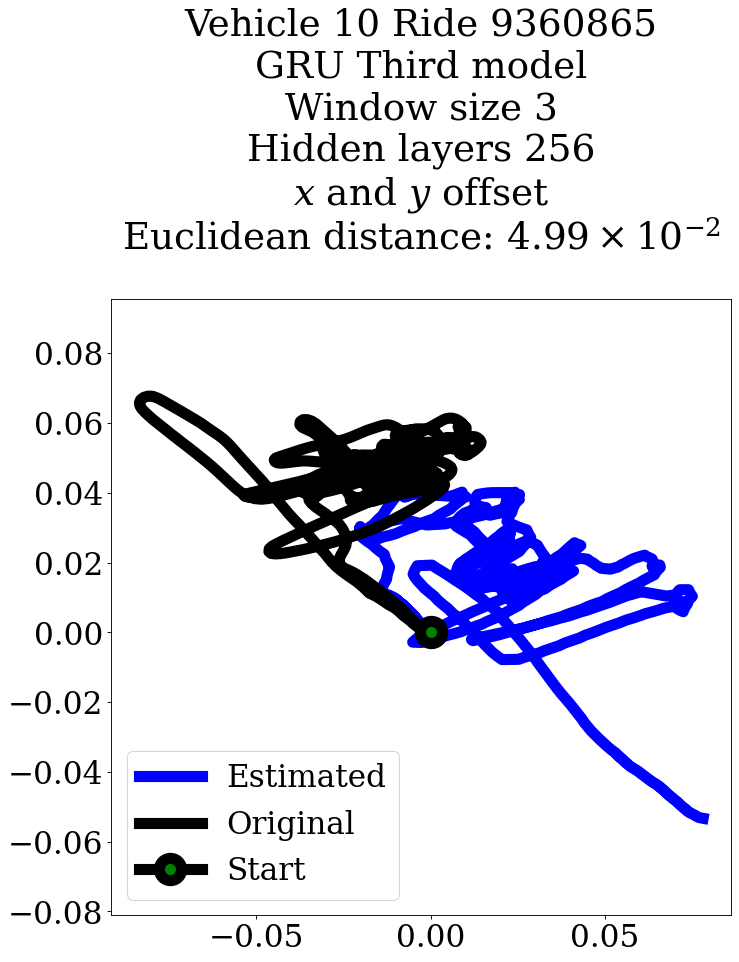 Vehicle 10 Ride 9360865
GRU Third model
Window size 3
Hidden layers 256
x and y offset
Euclidean distance: 4.99 × 10⁻²
0.08
0.06
0.04
0.02
0.00
−0.02
−0.04
−0.06
−0.08
Estimated
Original
Start
−0.05
0.00
0.05